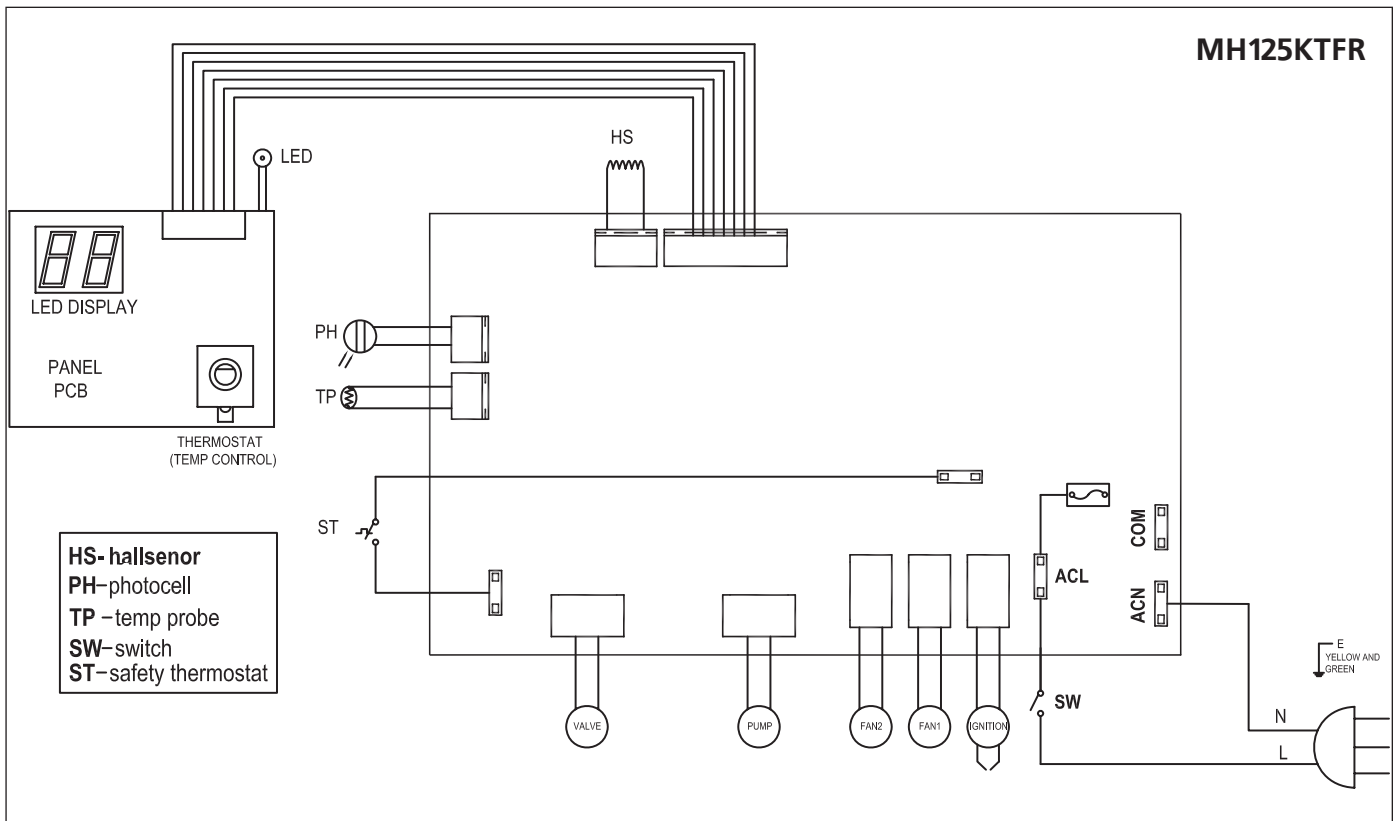 MH125KTFR
HS
LED
LED DISPLAY
PANEL
PCB
THERMOSTAT
(TEMP CONTROL)
PH
TP
ST
HS- hallsenor
PH-photocell
TP -temp probe
SW-switch
ST-safety thermostat
COM
ACL
ACN
E
YELLOW AND
GREEN
SW
N
L
VALVE
PUMP
FAN2
FAN1
IGNITION